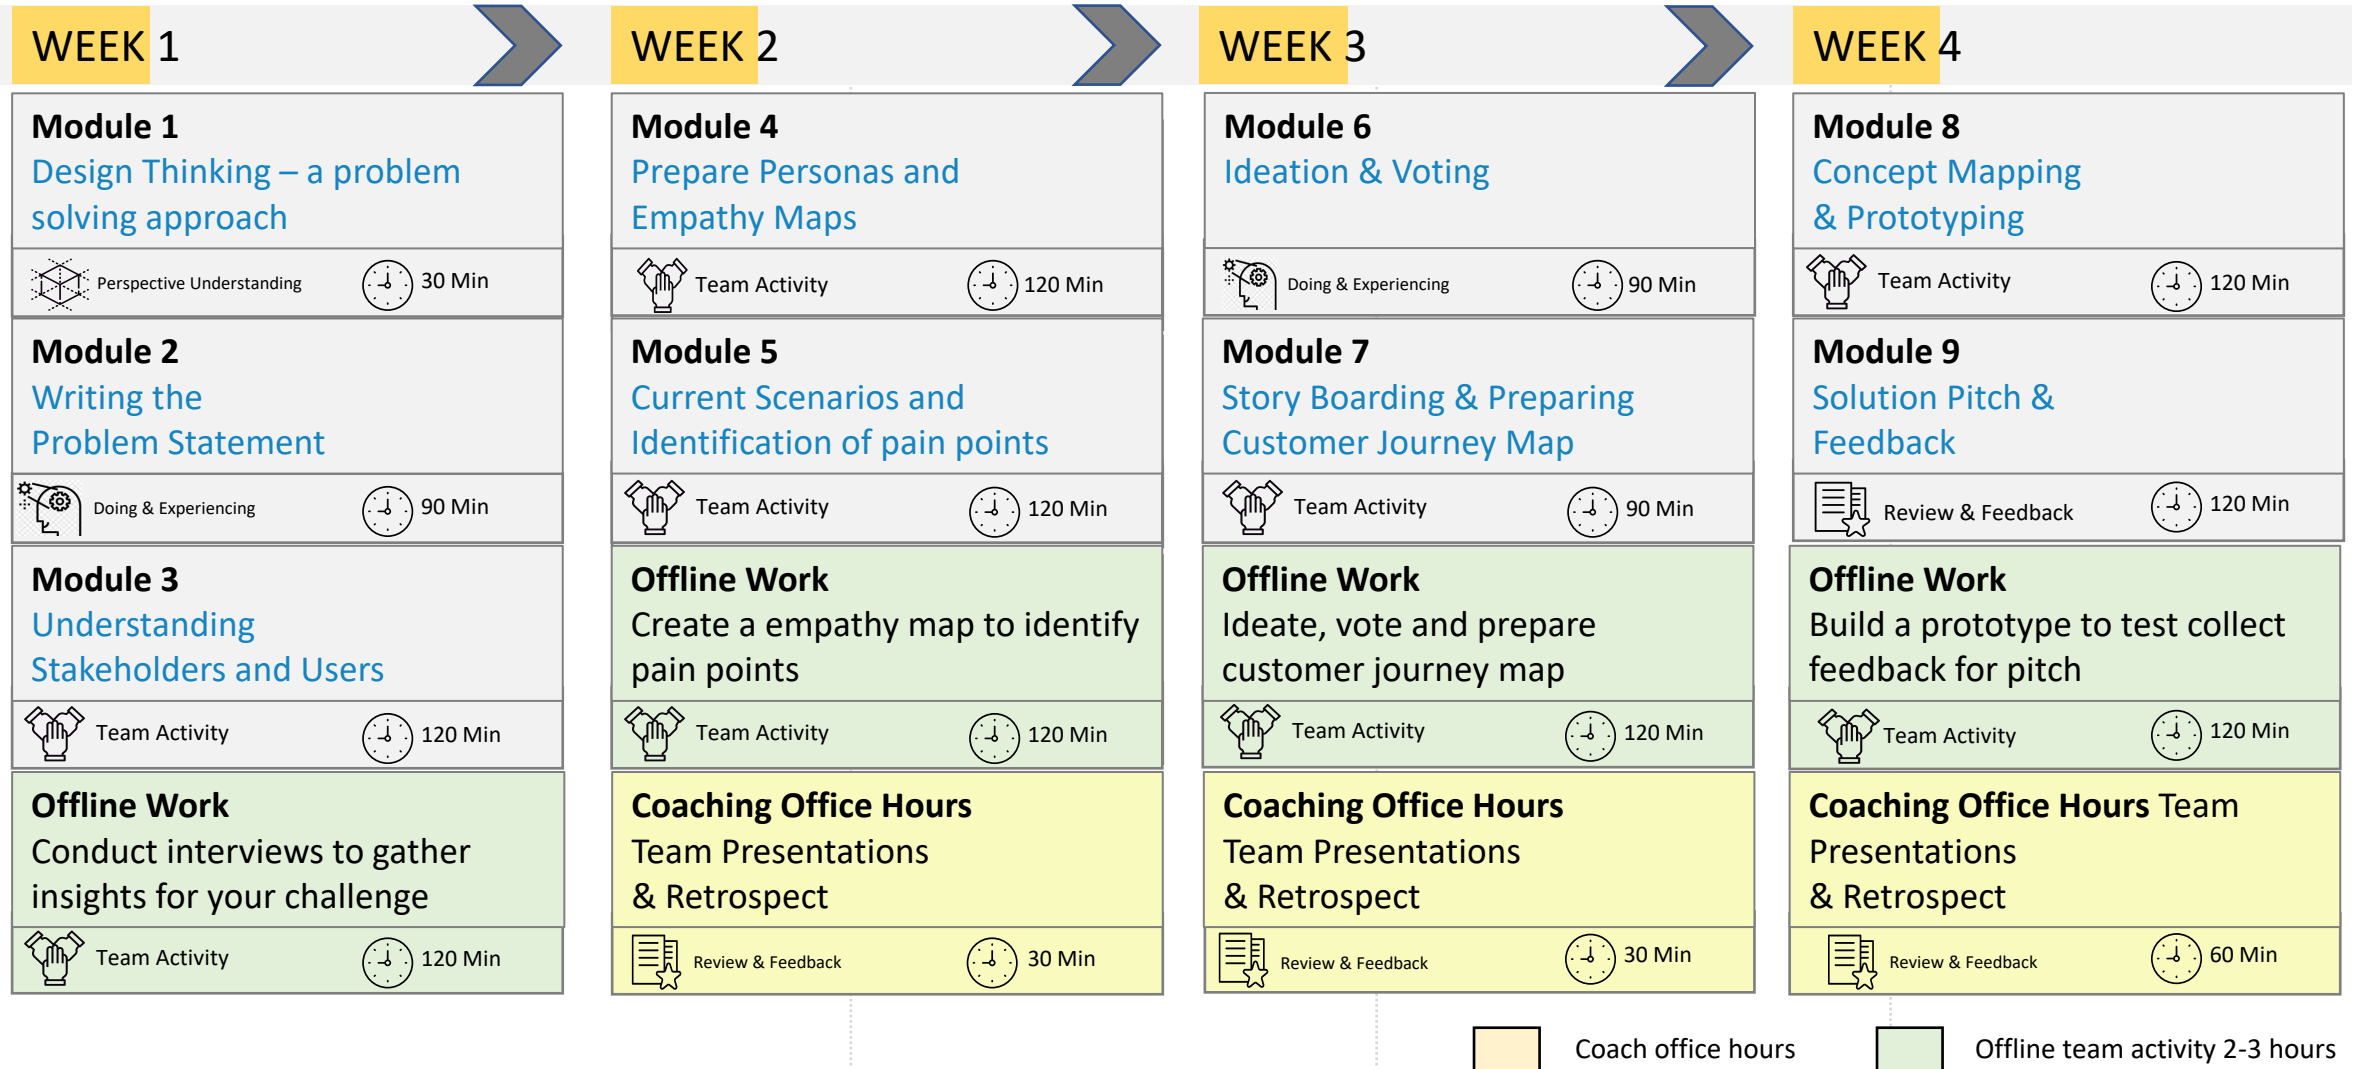 WEEK 1
Module 1
Design Thinking – a problem
solving approach
Perspective Understanding
30 Min
Module 2
Writing the
Problem Statement
Doing & Experiencing
90 Min
Module 3
Understanding
Stakeholders and Users
Team Activity
120 Min
Offline Work
Conduct interviews to gather
insights for your challenge
Team Activity
120 Min
WEEK 2
Module 4
Prepare Personas and
Empathy Maps
Team Activity
120 Min
Module 5
Current Scenarios and
Identification of pain points
Team Activity
120 Min
Offline Work
Create a empathy map to identify
pain points
Team Activity
120 Min
Coaching Office Hours
Team Presentations
& Retrospect
Review & Feedback
30 Min
WEEK 3
Module 6
Ideation & Voting
Doing & Experiencing
90 Min
Module 7
Story Boarding & Preparing
Customer Journey Map
Team Activity
90 Min
Offline Work
Ideate, vote and prepare
customer journey map
Team Activity
120 Min
Coaching Office Hours
Team Presentations
& Retrospect
Review & Feedback
30 Min
WEEK 4
Module 8
Concept Mapping
& Prototyping
Team Activity
120 Min
Module 9
Solution Pitch &
Feedback
Review & Feedback
120 Min
Offline Work
Build a prototype to test collect
feedback for pitch
Team Activity
120 Min
Coaching Office Hours Team
Presentations
& Retrospect
Review & Feedback
60 Min
Coach office hours
Offline team activity 2-3 hours